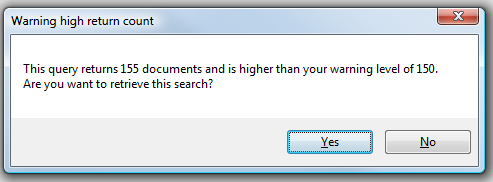 Warning high return count
This query returns 155 documents and is higher than your warning level of 150.
Are you want to retrieve this search?
Yes No